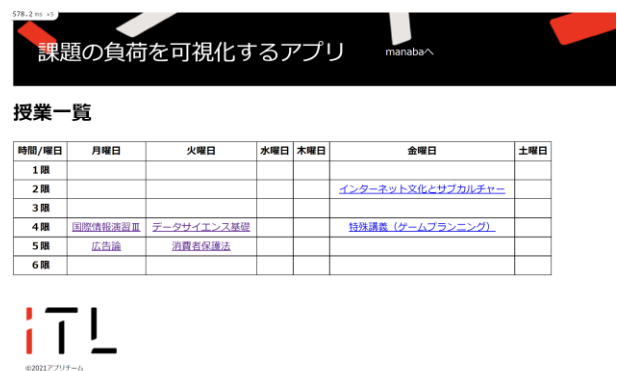 578.2 ms ×5
課題の負荷を可視化するアプリ manabaへ
授業一覧
時間/曜日 月曜日 火曜日 水曜日 木曜日 金曜日 土曜日
1限
2限 インターネット文化とサブカルチャー
3限
4限 国際情報演習Ⅲ データサイエンス基礎 特殊講義（ゲームプランニング）
5限 広告論 消費者保護法
6限
iTL
©2021アプリチーム